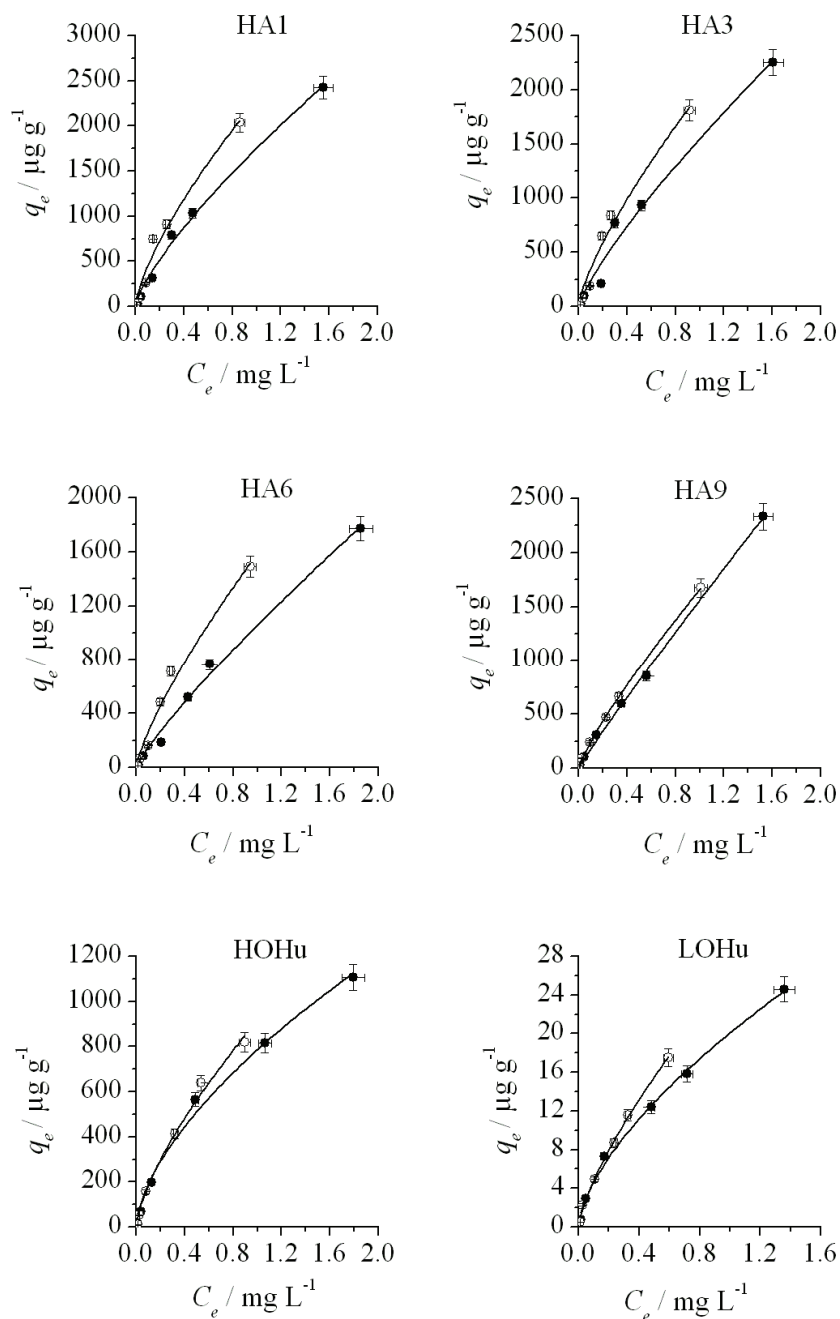 HA1
3000
2500
2000
1500
1000
500
0
0.0 0.4 0.8 1.2 1.6 2.0
q_e / µg g⁻¹
C_e / mg L⁻¹
HA3
2500
2000
1500
1000
500
0
0.0 0.4 0.8 1.2 1.6 2.0
q_e / µg g⁻¹
C_e / mg L⁻¹
HA6
2000
1600
1200
800
400
0
0.0 0.4 0.8 1.2 1.6 2.0
q_e / µg g⁻¹
C_e / mg L⁻¹
HA9
2500
2000
1500
1000
500
0
0.0 0.4 0.8 1.2 1.6 2.0
q_e / µg g⁻¹
C_e / mg L⁻¹
HOHu
1200
1000
800
600
400
200
0
0.0 0.4 0.8 1.2 1.6 2.0
q_e / µg g⁻¹
C_e / mg L⁻¹
LOHu
28
24
20
16
12
8
4
0
0.0 0.4 0.8 1.2 1.6
q_e / µg g⁻¹
C_e / mg L⁻¹